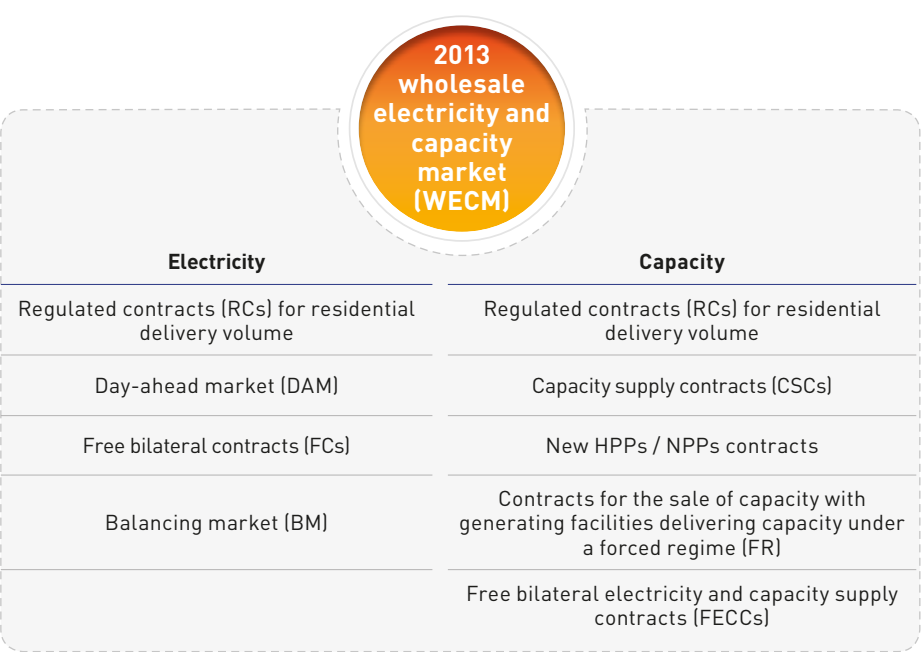 2013
wholesale
electricity and
capacity
market
(WECM)
Electricity
Regulated contracts (RCs) for residential
delivery volume
Day-ahead market (DAM)
Free bilateral contracts (FCs)
Balancing market (BM)
Capacity
Regulated contracts (RCs) for residential
delivery volume
Capacity supply contracts (CSCs)
New HPPs / NPPs contracts
Contracts for the sale of capacity with
generating facilities delivering capacity under
a forced regime (FR)
Free bilateral electricity and capacity supply
contracts (FECCs)